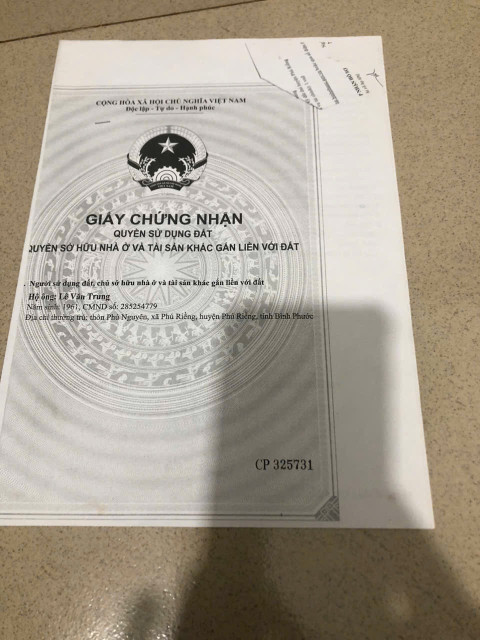 CỘNG HÒA XÃ HỘI CHỦ NGHĨA VIỆT NAM
Độc lập - Tự do - Hạnh phúc
GIẤY CHỨNG NHẬN
QUYỀN SỬ DỤNG ĐẤT
QUYỀN SỞ HỮU NHÀ Ở VÀ TÀI SẢN KHÁC GẮN LIỀN VỚI ĐẤT
. Người sử dụng đất, chủ sở hữu nhà ở và tài sản khác gắn liền với đất
Hộ ông: Lê Văn Trung
Năm sinh: 1961, CMND số: 285254779
Địa chỉ thường trú: thôn Phú Nguyên, xã Phú Riềng, huyện Phú Riềng, tỉnh Bình Phước
CP 325731